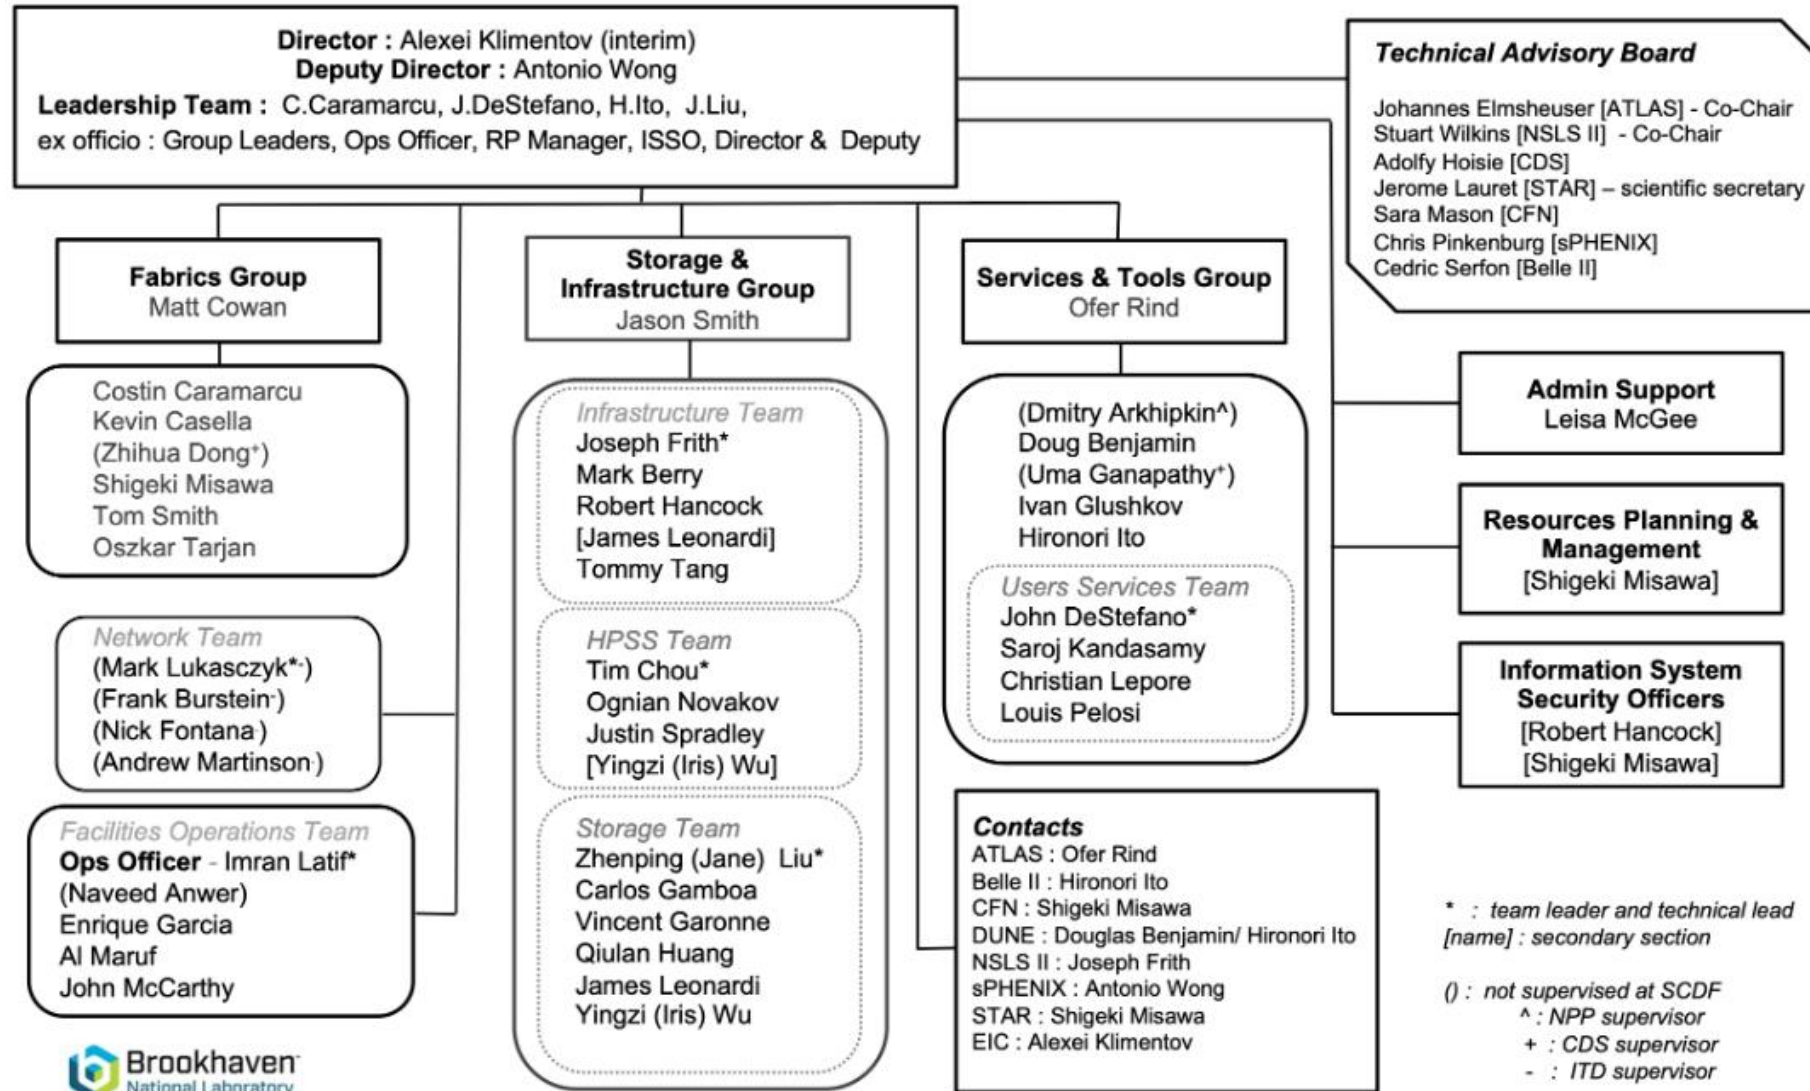 Director : Alexei Klimentov (interim)
Deputy Director : Antonio Wong
Leadership Team : C.Caramarcu, J.DeStefano, H.Ito, J.Liu,
ex officio : Group Leaders, Ops Officer, RP Manager, ISSO, Director & Deputy
Technical Advisory Board
Johannes Elmsheuser [ATLAS] - Co-Chair
Stuart Wilkins [NSLS II] - Co-Chair
Adolfy Hoisie [CDS]
Jerome Lauret [STAR] – scientific secretary
Sara Mason [CFN]
Chris Pinkenburg [sPHENIX]
Cedric Serfon [Belle II]
Fabrics Group
Matt Cowan
Costin Caramarcu
Kevin Casella
(Zhihua Dong⁺)
Shigeki Misawa
Tom Smith
Oszkar Tarjan
Network Team
(Mark Lukasczyk*-)
(Frank Burstein-)
(Nick Fontana-)
(Andrew Martinson-)
Facilities Operations Team
Ops Officer - Imran Latif*
(Naveed Anwer)
Enrique Garcia
Al Maruf
John McCarthy
Storage &
Infrastructure Group
Jason Smith
Infrastructure Team
Joseph Frith*
Mark Berry
Robert Hancock
[James Leonardi]
Tommy Tang
HPSS Team
Tim Chou*
Ognian Novakov
Justin Spradley
[Yingzi (Iris) Wu]
Storage Team
Zhenping (Jane) Liu*
Carlos Gamboa
Vincent Garonne
Qiulan Huang
James Leonardi
Yingzi (Iris) Wu
Services & Tools Group
Ofer Rind
(Dmitry Arkhipkin^)
Doug Benjamin
(Uma Ganapathy⁺)
Ivan Glushkov
Hironori Ito
Users Services Team
John DeStefano*
Saroj Kandasamy
Christian Lepore
Louis Pelosi
Contacts
ATLAS : Ofer Rind
Belle II : Hironori Ito
CFN : Shigeki Misawa
DUNE : Douglas Benjamin/ Hironori Ito
NSLS II : Joseph Frith
sPHENIX : Antonio Wong
STAR : Shigeki Misawa
EIC : Alexei Klimentov
Admin Support
Leisa McGee
Resources Planning &
Management
[Shigeki Misawa]
Information System
Security Officers
[Robert Hancock]
[Shigeki Misawa]
* : team leader and technical lead
[name] : secondary section
() : not supervised at SCDF
^ : NPP supervisor
+ : CDS supervisor
- : ITD supervisor
Brookhaven
National Laboratory